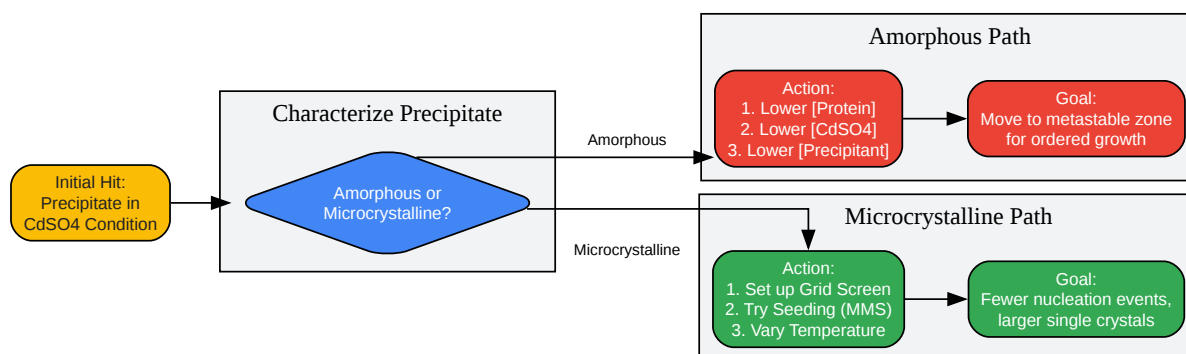 Initial Hit:
Precipitate in
CdSO4 Condition
Characterize Precipitate
Amorphous or
Microcrystalline?
Amorphous
Microcrystalline
Amorphous Path
Action:
1. Lower [Protein]
2. Lower [CdSO4]
3. Lower [Precipitant]
Goal:
Move to metastable zone
for ordered growth
Microcrystalline Path
Action:
1. Set up Grid Screen
2. Try Seeding (MMS)
3. Vary Temperature
Goal:
Fewer nucleation events,
larger single crystals